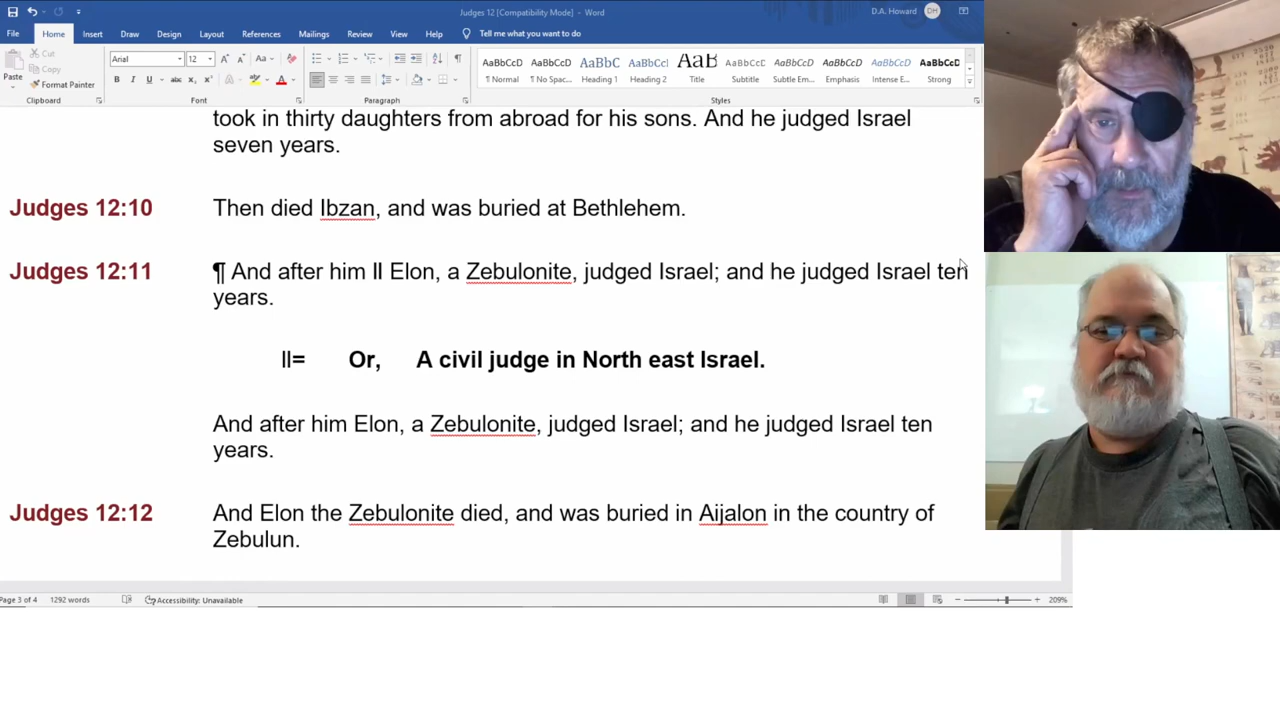 Judges 12 [Compatibility Mode] - Word
D.A. Howard DH
File Home Insert Draw Design Layout References Mailings Review View Help Tell me what you want to do
Paste
Cut
Copy
Format Painter
Clipboard
Arial 12
Font
Paragraph
AaBbCcD AaBbCcD AaBbC AaBbCcl AaB AaBbCcD AaBbCcD AaBbCcD AaBbCcD AaBbCcD
¶ Normal ¶ No Spac... Heading 1 Heading 2 Title Subtitle Subtle Em... Emphasis Intense E... Strong
Styles
took in thirty daughters from abroad for his sons. And he judged Israel
seven years.
Judges 12:10 Then died Ibzan, and was buried at Bethlehem.
Judges 12:11 ¶ And after him ǁ Elon, a Zebulonite, judged Israel; and he judged Israel ten
years.
ǁ= Or, A civil judge in North east Israel.
And after him Elon, a Zebulonite, judged Israel; and he judged Israel ten
years.
Judges 12:12 And Elon the Zebulonite died, and was buried in Aijalon in the country of
Zebulun.
Page 3 of 4 1292 words Accessibility: Unavailable 209%